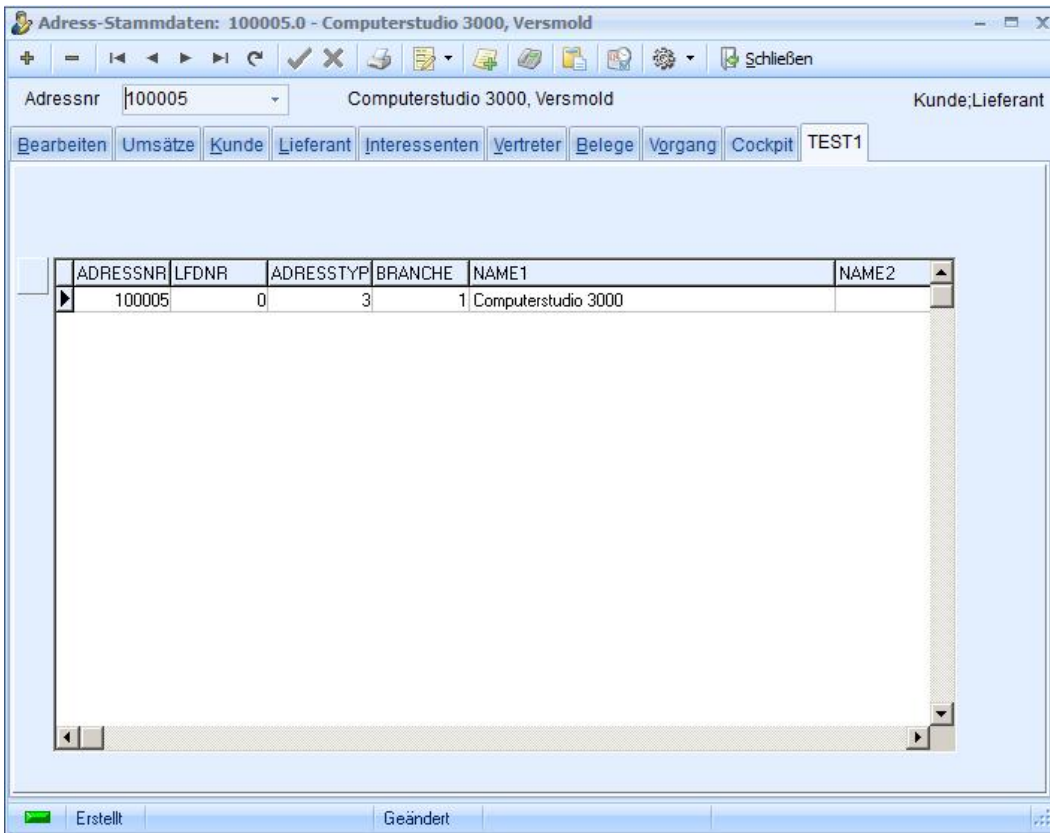 Adress-Stammdaten: 100005.0 - Computerstudio 3000, Versmold
Schließen
Adressnr 100005 Computerstudio 3000, Versmold Kunde;Lieferant
Bearbeiten Umsätze Kunde Lieferant Interessenten Vertreter Belege Vorgang Cockpit TEST1
ADRESSNR LFDNR ADRESSTYP BRANCHE NAME1 NAME2
100005 0 3 1 Computerstudio 3000
Erstellt Geändert